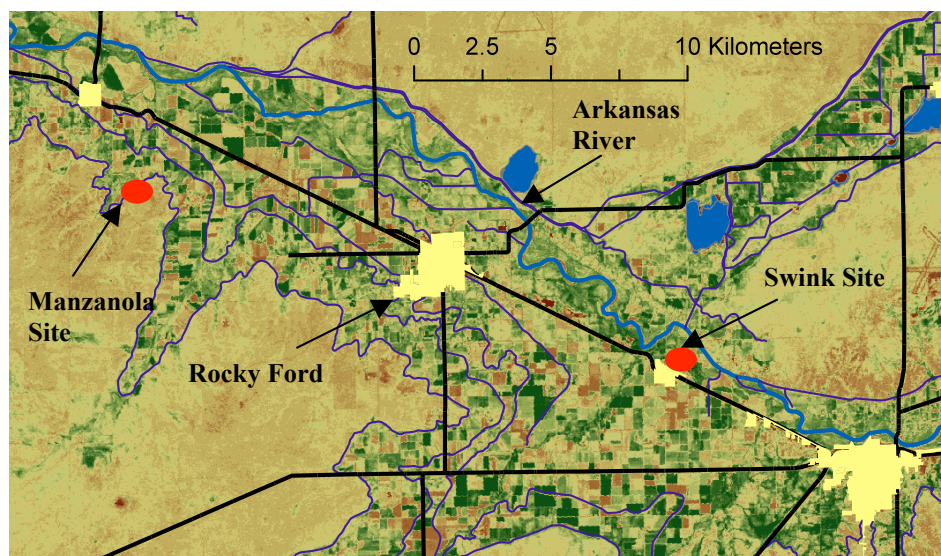 0 2.5 5 10 Kilometers
Arkansas
River
Swink Site
Manzanola
Site
Rocky Ford